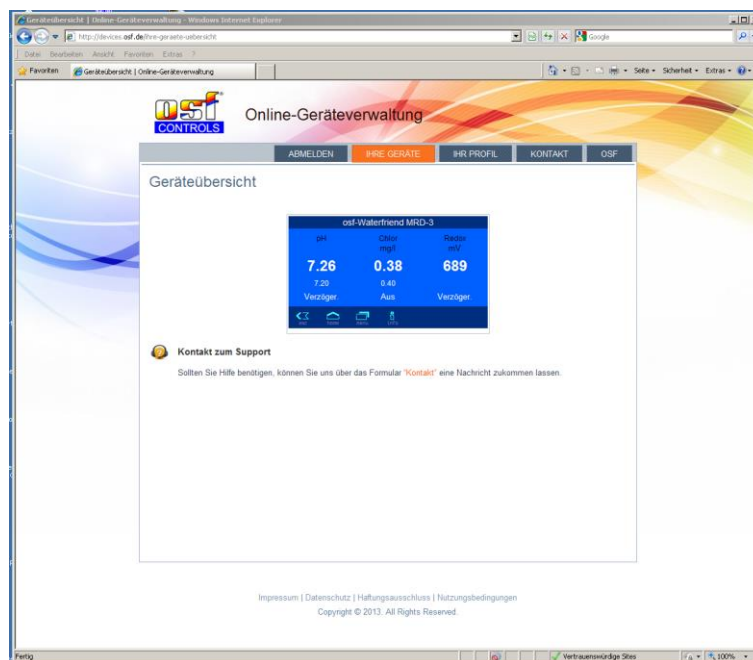 Geräteübersicht | Online-Geräteverwaltung - Windows Internet Explorer
http://devices.osf.de/ihre-geraete-uebersicht
Google
Datei Bearbeiten Ansicht Favoriten Extras ?
Favoriten Geräteübersicht | Online-Geräteverwaltung
Seite Sicherheit Extras
osf
CONTROLS
Online-Geräteverwaltung
ABMELDEN IHRE GERÄTE IHR PROFIL KONTAKT OSF
Geräteübersicht
osf-Waterfriend MRD-3
pH Chlor Redox
mg/l mV
7.26 0.38 689
7.20 0.40
Verzöger. Aus Verzöger.
Kontakt zum Support
Sollten Sie Hilfe benötigen, können Sie uns über das Formular "Kontakt" eine Nachricht zukommen lassen.
Impressum | Datenschutz | Haftungsausschluss | Nutzungsbedingungen
Copyright © 2013. All Rights Reserved.
Fertig Vertrauenswürdige Sites 100%